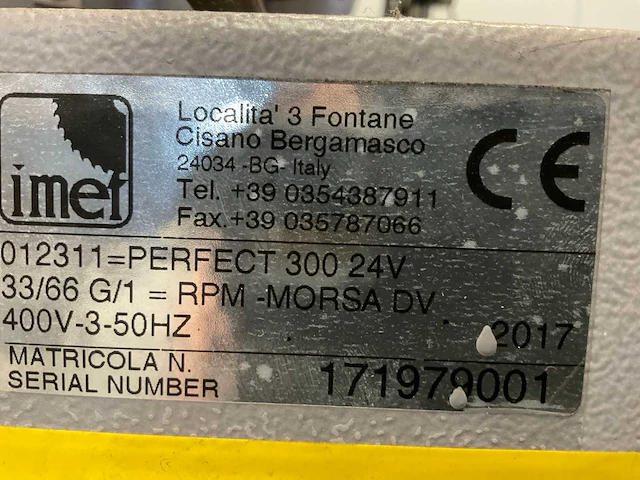 imef
Localita' 3 Fontane
Cisano Bergamasco
24034 -BG- Italy
Tel. +39 0354387911
Fax.+39 035787066
CE
012311=PERFECT 300 24V
33/66 G/1 = RPM -MORSA DV
400V-3-50HZ
2017
MATRICOLA N.
SERIAL NUMBER
171979001